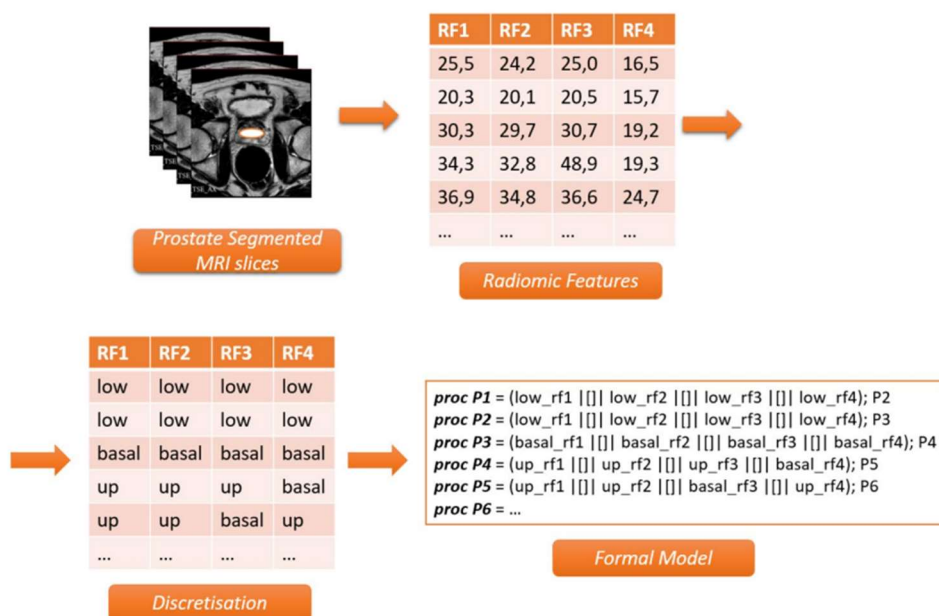 TSE
TSE
TSE
TSE_AX
Prostate Segmented
MRI slices
RF1 RF2 RF3 RF4
25,5 24,2 25,0 16,5
20,3 20,1 20,5 15,7
30,3 29,7 30,7 19,2
34,3 32,8 48,9 19,3
36,9 34,8 36,6 24,7
... ... ... ...
Radiomic Features
RF1 RF2 RF3 RF4
low low low low
low low low low
basal basal basal basal
up up up basal
up up basal up
... ... ... ...
Discretisation
proc P1 = (low_rf1 |[]| low_rf2 |[]| low_rf3 |[]| low_rf4); P2
proc P2 = (low_rf1 |[]| low_rf2 |[]| low_rf3 |[]| low_rf4); P3
proc P3 = (basal_rf1 |[]| basal_rf2 |[]| basal_rf3 |[]| basal_rf4); P4
proc P4 = (up_rf1 |[]| up_rf2 |[]| up_rf3 |[]| basal_rf4); P5
proc P5 = (up_rf1 |[]| up_rf2 |[]| basal_rf3 |[]| up_rf4); P6
proc P6 = ...
Formal Model